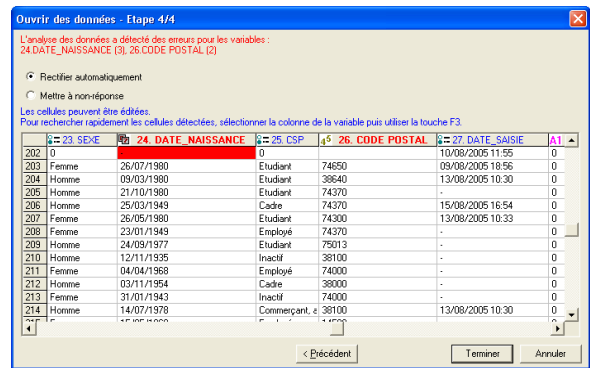 Ouvrir des données - Etape 4/4
L'analyse des données a détecté des erreurs pour les variables :
24.DATE_NAISSANCE (3), 26.CODE POSTAL (2)
Rectifier automatiquement
Mettre à non-réponse
Les cellules peuvent être éditées.
Pour rechercher rapidement les cellules détectées, sélectionner la colonne de la variable puis utiliser la touche F3.
23. SEXE 24. DATE_NAISSANCE 25. CSP 26. CODE POSTAL 27. DATE_SAISIE A1
202 0 0 10/08/2005 11:55 0
203 Femme 26/07/1980 Etudiant 74650 09/08/2005 18:56 0
204 Homme 09/03/1980 Etudiant 38640 13/08/2005 10:30 0
205 Homme 21/10/1980 Etudiant 74370 - 0
206 Homme 25/03/1949 Cadre 74370 15/08/2005 16:54 0
207 Femme 26/05/1980 Etudiant 74300 13/08/2005 10:33 0
208 Femme 23/01/1949 Employé 74370 - 0
209 Homme 24/09/1977 Etudiant 75013 - 0
210 Homme 12/11/1935 Inactif 38100 - 0
211 Femme 04/04/1968 Employé 74000 - 0
212 Homme 03/11/1954 Cadre 38000 - 0
213 Femme 31/01/1943 Inactif 74000 - 0
214 Homme 14/07/1978 Commerçant, a 38100 13/08/2005 10:30 0
< Précédent Terminer Annuler